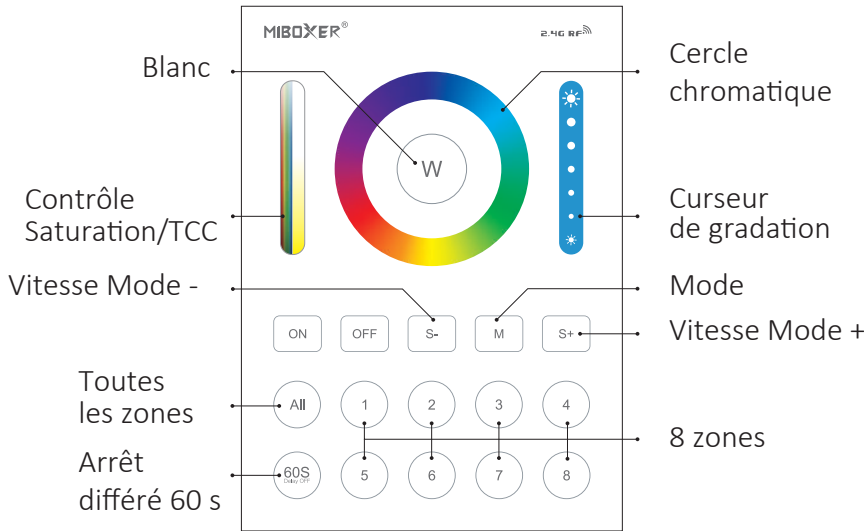 MIBOXER®
2.4G RF
Blanc
Cercle
chromatique
W
Contrôle
Saturation/TCC
Curseur
de gradation
Vitesse Mode -
Mode
Vitesse Mode +
ON
OFF
S-
M
S+
Toutes
les zones
All
1
2
3
4
8 zones
Arrêt
différé 60 s
60S
Delay OFF
5
6
7
8